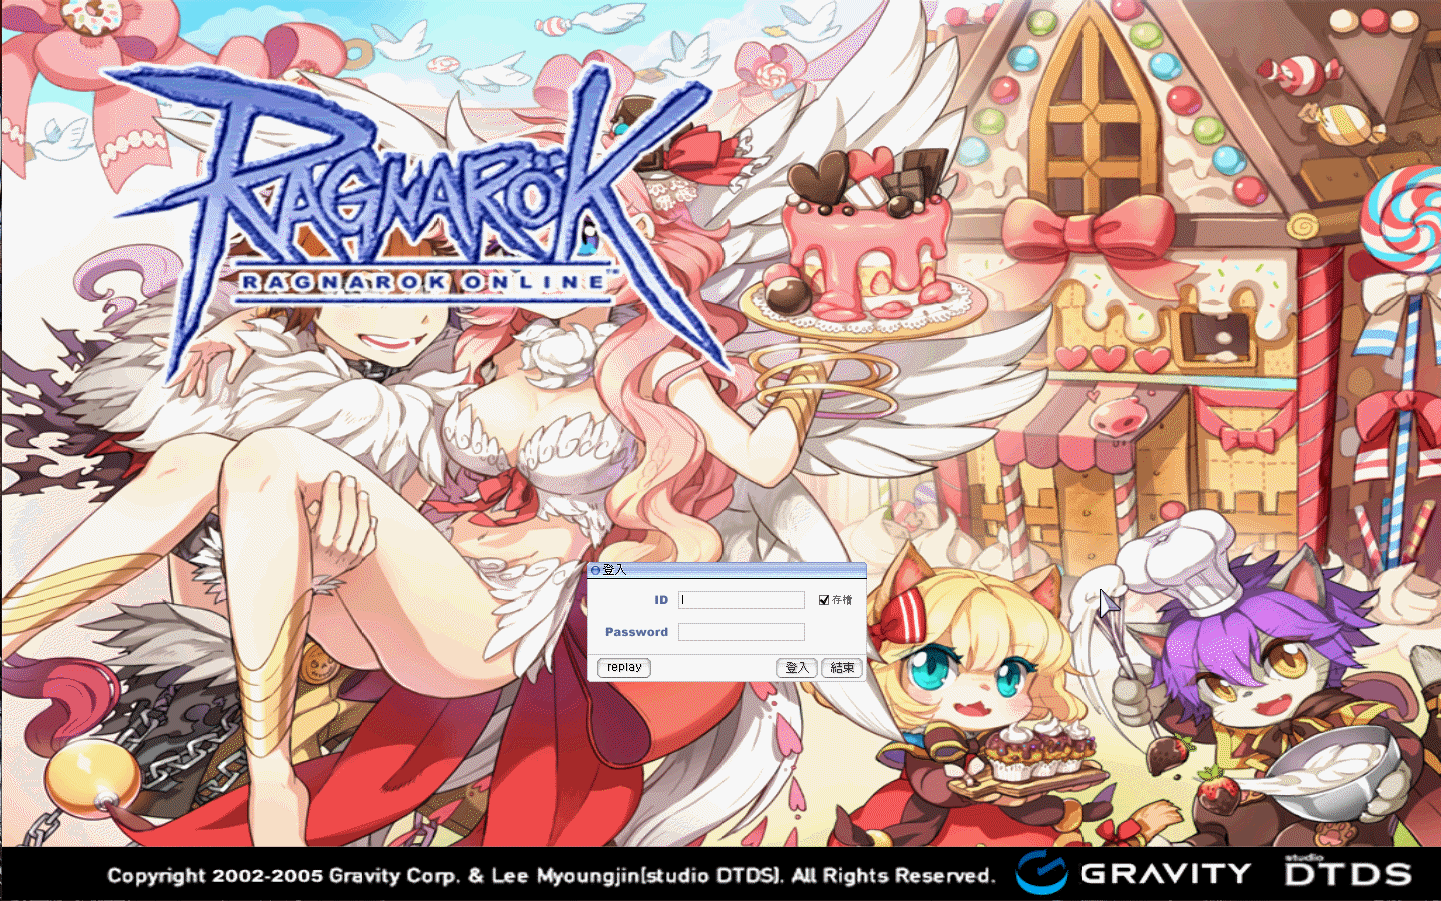 RAGNARÖK
RAGNAROK ONLINE™
登入
ID
存檔
Password
replay
登入
結束
Copyright 2002-2005 Gravity Corp. & Lee Myoungjin(studio DTDS). All Rights Reserved.
GRAVITY
studio
DTDS